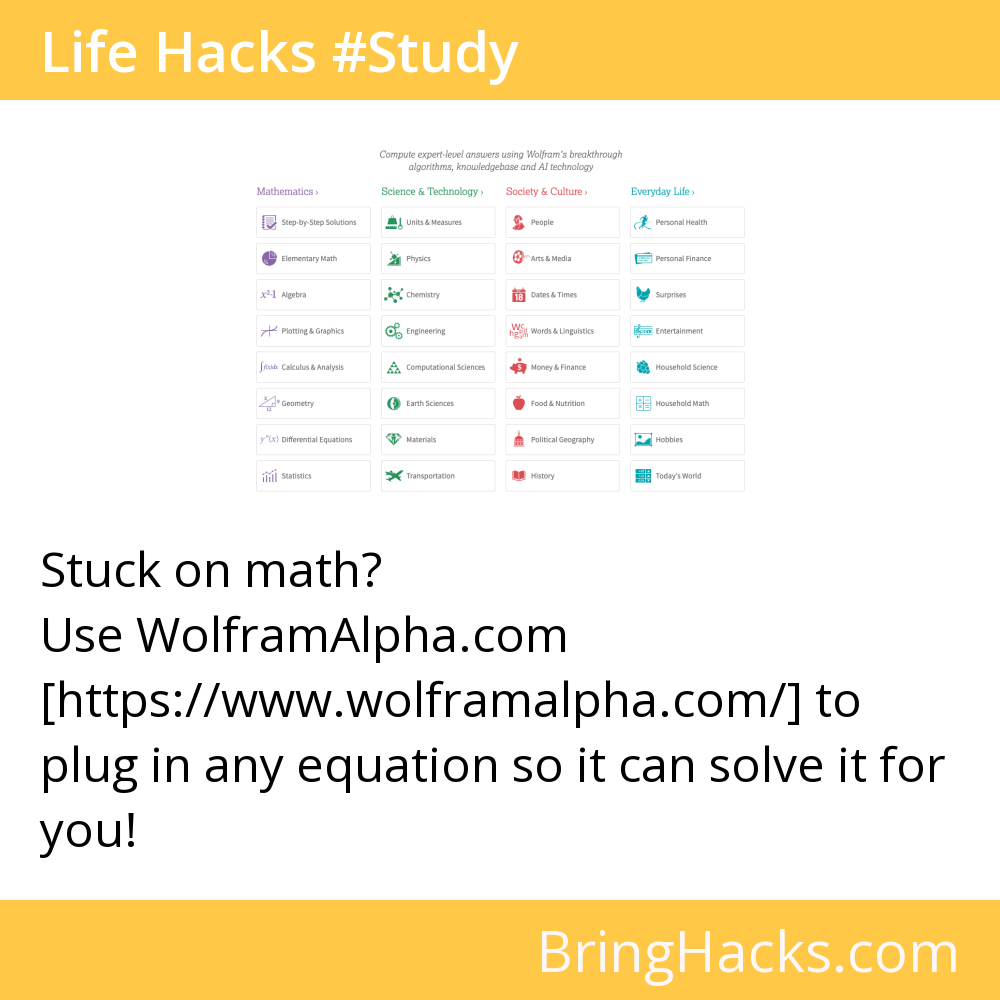 Life Hacks #Study
Compute expert-level answers using Wolfram's breakthrough
algorithms, knowledgebase and AI technology
Mathematics ›
Step-by-Step Solutions
Elementary Math
x²-1 Algebra
Plotting & Graphics
∫f(x)dx Calculus & Analysis
Geometry
y″(x) Differential Equations
Statistics
Science & Technology ›
Units & Measures
Physics
Chemistry
Engineering
Computational Sciences
Earth Sciences
Materials
Transportation
Society & Culture ›
People
Arts & Media
18 Dates & Times
Words & Linguistics
Money & Finance
Food & Nutrition
Political Geography
History
Everyday Life ›
Personal Health
Personal Finance
Surprises
Entertainment
Household Science
Household Math
Hobbies
Today's World
Stuck on math?
Use WolframAlpha.com
[https://www.wolframalpha.com/] to
plug in any equation so it can solve it for
you!
BringHacks.com